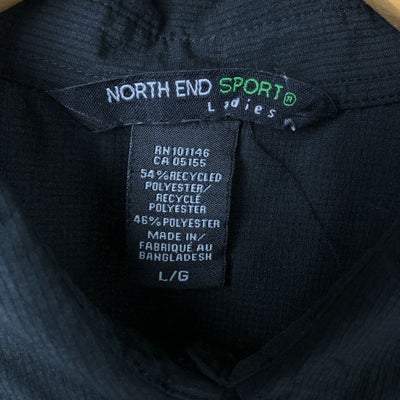 NORTH END SPORT®
Ladies
RN 101146
CA 05155
54% RECYCLED
POLYESTER/
RECYCLÉ
POLYESTER
46% POLYESTER
MADE IN/
FABRIQUÉ AU
BANGLADESH
L/G